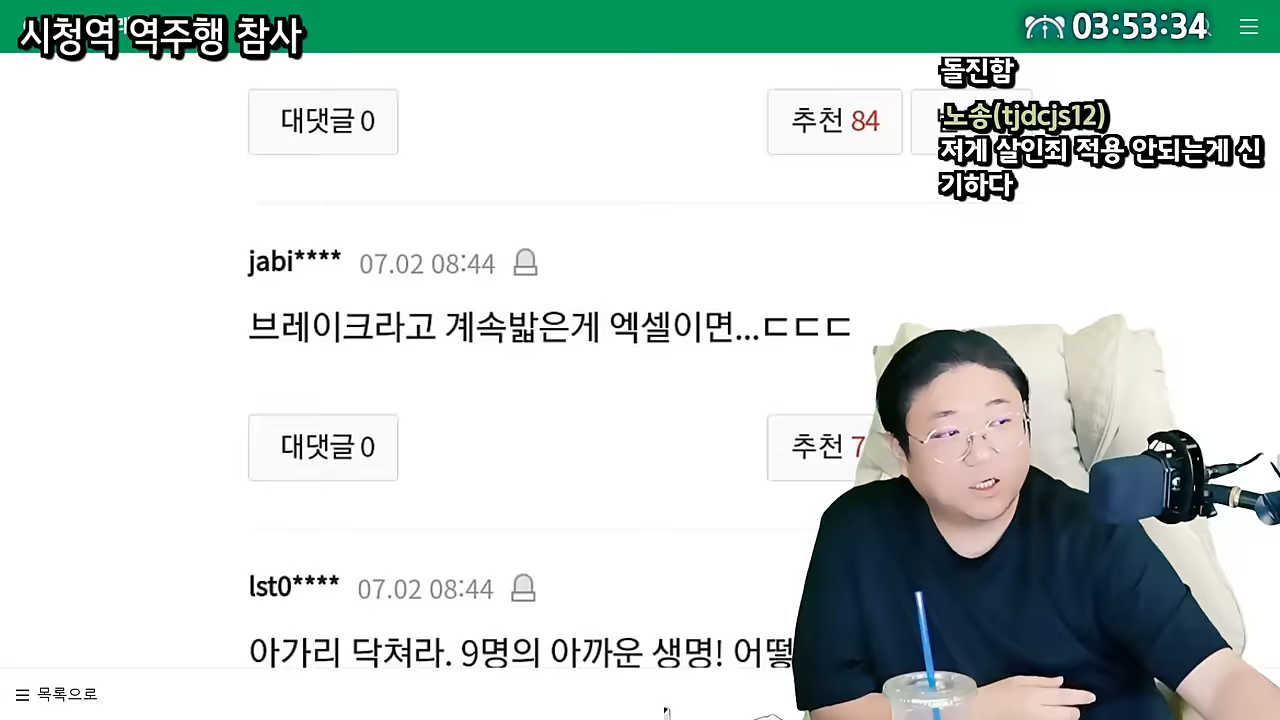 시청역 역주행 참사
03:53:34
돌진함
노송(tjdcjs12)
저게 살인죄 적용 안되는게 신
기하다
대댓글 0
추천 84
jabi**** 07.02 08:44
브레이크라고 계속밟은게 엑셀이면...ㄷㄷㄷ
대댓글 0
추천 7
lst0**** 07.02 08:44
아가리 닥쳐라. 9명의 아까운 생명! 어떻
목록으로